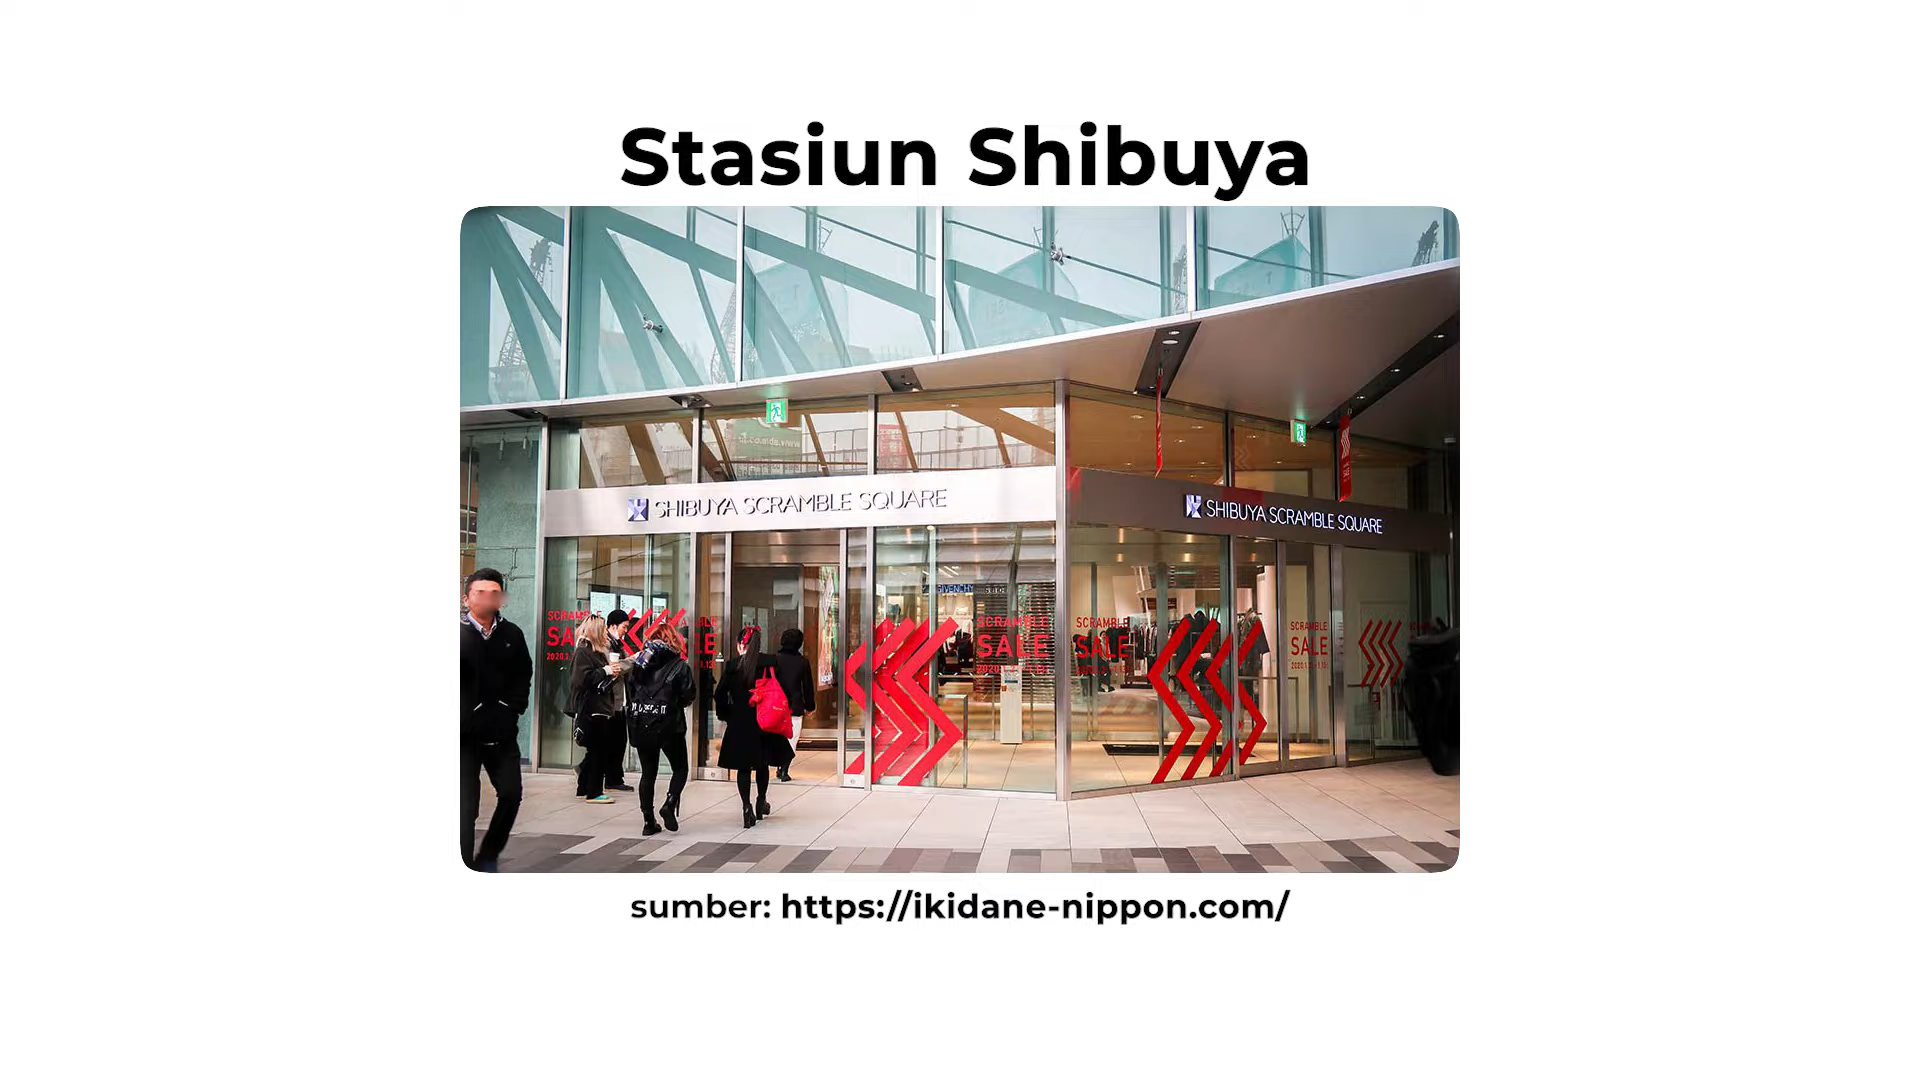 Stasiun Shibuya
SHIBUYA SCRAMBLE SQUARE
SHIBUYA SCRAMBLE SQUARE
GIVENCHY
SCRAMBLE
SALE
SCRAMBLE
SALE
SCRAMBLE
SALE
sumber: https://ikidane-nippon.com/